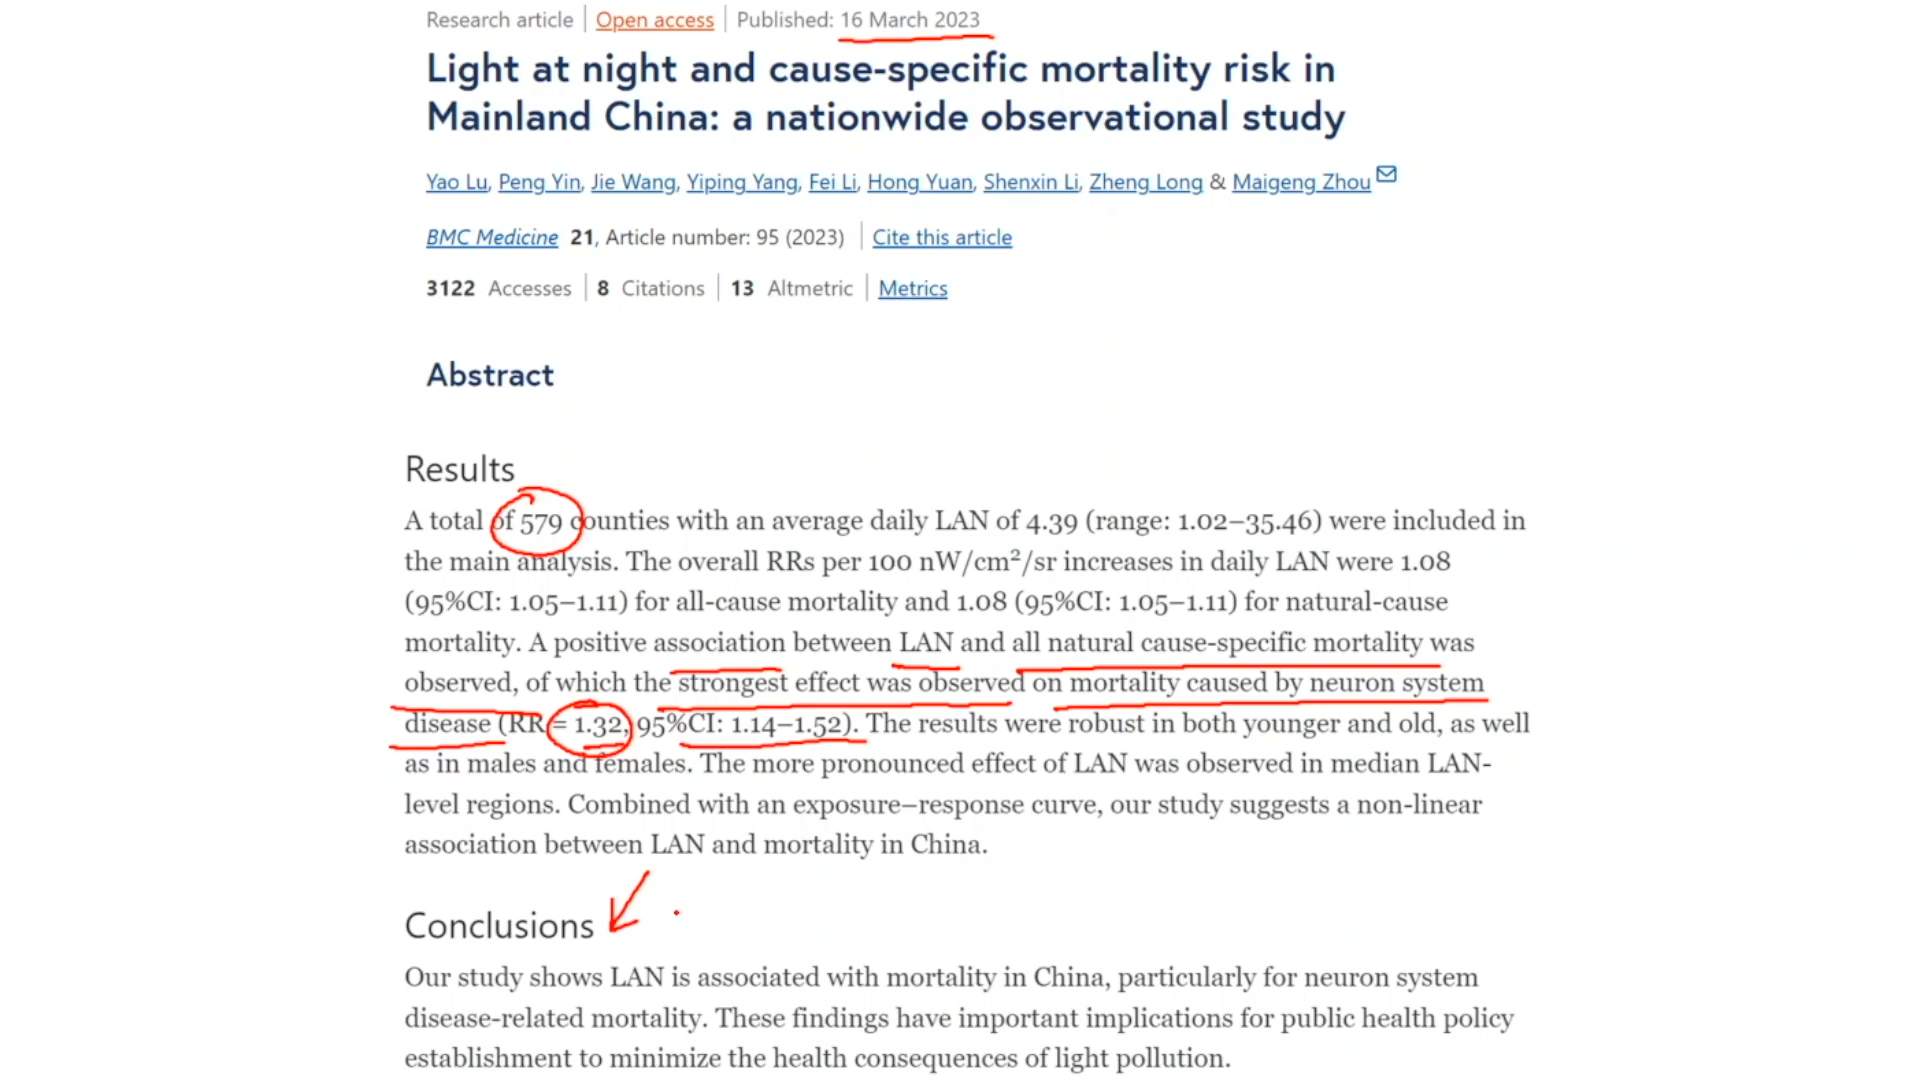 Research article | Open access | Published: 16 March 2023
Light at night and cause-specific mortality risk in
Mainland China: a nationwide observational study
Yao Lu, Peng Yin, Jie Wang, Yiping Yang, Fei Li, Hong Yuan, Shenxin Li, Zheng Long & Maigeng Zhou
BMC Medicine 21, Article number: 95 (2023) | Cite this article
3122 Accesses | 8 Citations | 13 Altmetric | Metrics
Abstract
Results
A total of 579 counties with an average daily LAN of 4.39 (range: 1.02–35.46) were included in
the main analysis. The overall RRs per 100 nW/cm²/sr increases in daily LAN were 1.08
(95%CI: 1.05–1.11) for all-cause mortality and 1.08 (95%CI: 1.05–1.11) for natural-cause
mortality. A positive association between LAN and all natural cause-specific mortality was
observed, of which the strongest effect was observed on mortality caused by neuron system
disease (RR = 1.32, 95%CI: 1.14–1.52). The results were robust in both younger and old, as well
as in males and females. The more pronounced effect of LAN was observed in median LAN-
level regions. Combined with an exposure–response curve, our study suggests a non-linear
association between LAN and mortality in China.
Conclusions
Our study shows LAN is associated with mortality in China, particularly for neuron system
disease-related mortality. These findings have important implications for public health policy
establishment to minimize the health consequences of light pollution.